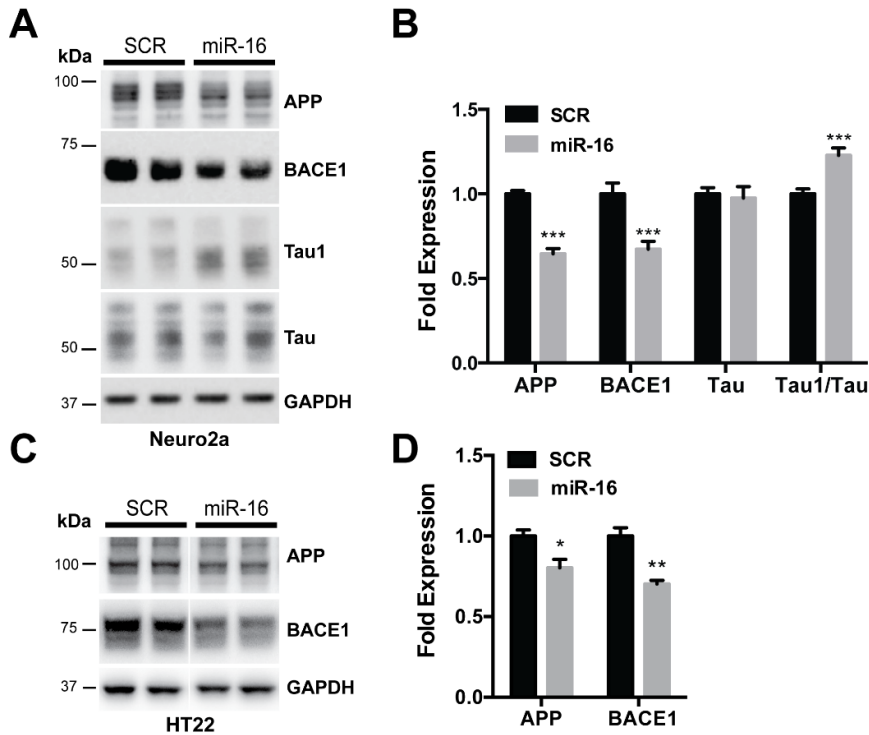 A
kDa
SCR miR-16
100
APP
75
BACE1
Tau1
50
Tau
50
37
GAPDH
Neuro2a
B
Fold Expression
1.5
1.0
0.5
0.0
SCR
miR-16
***
***
***
APP BACE1 Tau Tau1/Tau
C
kDa
SCR miR-16
APP
100
75
BACE1
37
GAPDH
HT22
D
Fold Expression
1.5
1.0
0.5
0.0
SCR
miR-16
*
**
APP BACE1